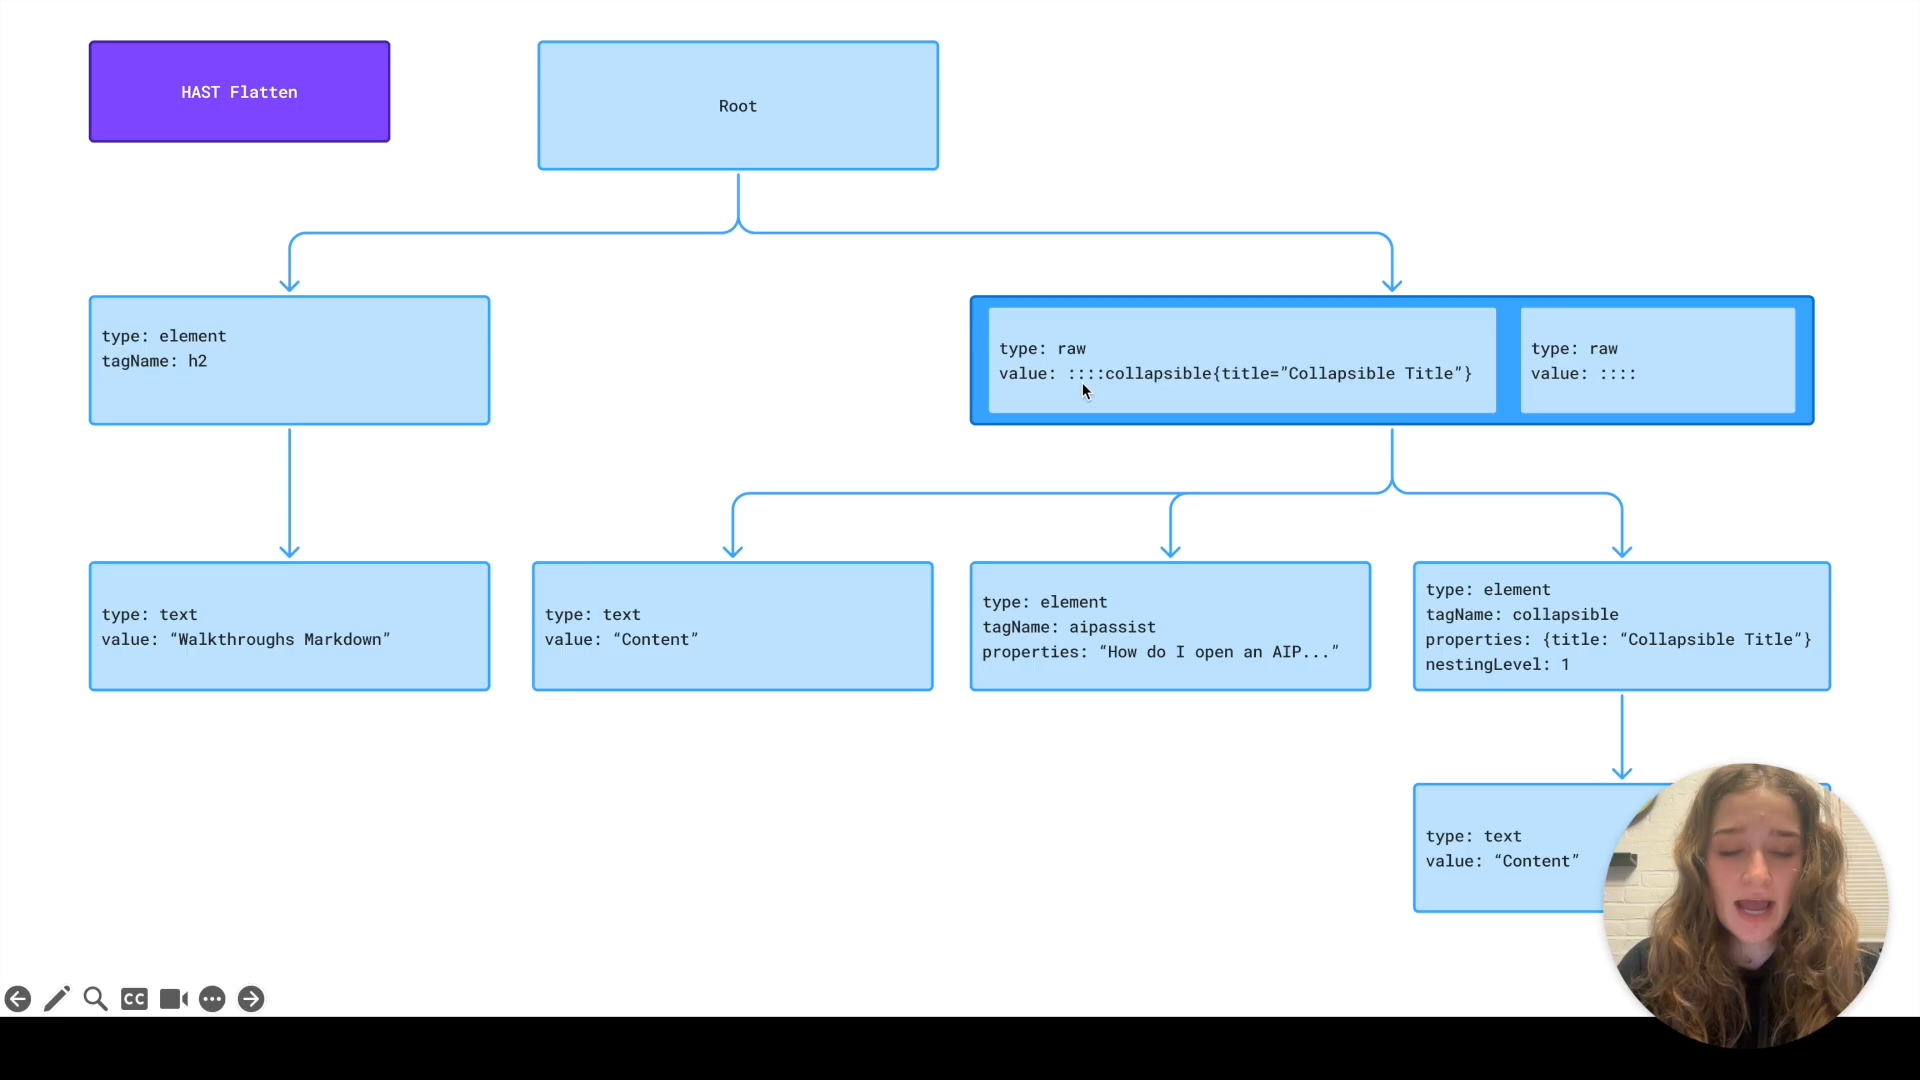 HAST Flatten
Root
type: element
tagName: h2
type: raw
value: ::::collapsible{title=”Collapsible Title”}
type: raw
value: ::::
type: text
value: “Walkthroughs Markdown”
type: text
value: “Content”
type: element
tagName: aipassist
properties: “How do I open an AIP...”
type: element
tagName: collapsible
properties: {title: “Collapsible Title”}
nestingLevel: 1
type: text
value: “Content”
CC